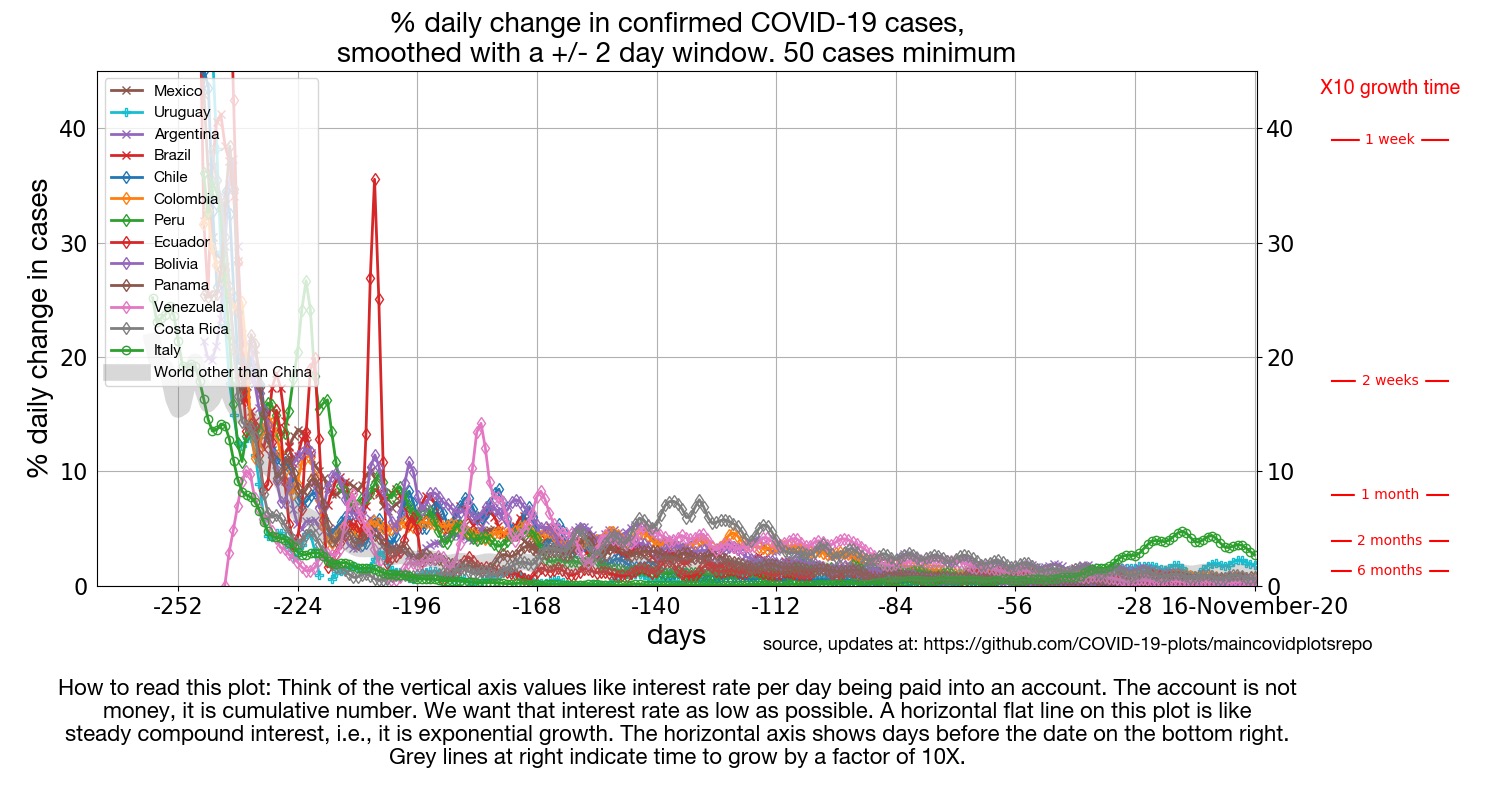 % daily change in confirmed COVID-19 cases,
smoothed with a +/- 2 day window. 50 cases minimum
X10 growth time
Mexico
Uruguay
Argentina
Brazil
Chile
Colombia
Peru
Ecuador
Bolivia
Panama
Venezuela
Costa Rica
Italy
World other than China
% daily change in cases
40
30
20
10
0
40
30
20
10
0
1 week
2 weeks
1 month
2 months
6 months
-252 -224 -196 -168 -140 -112 -84 -56 -28 16-November-20
days
source, updates at: https://github.com/COVID-19-plots/maincovidplotsrepo
How to read this plot: Think of the vertical axis values like interest rate per day being paid into an account. The account is not
money, it is cumulative number. We want that interest rate as low as possible. A horizontal flat line on this plot is like
steady compound interest, i.e., it is exponential growth. The horizontal axis shows days before the date on the bottom right.
Grey lines at right indicate time to grow by a factor of 10X.